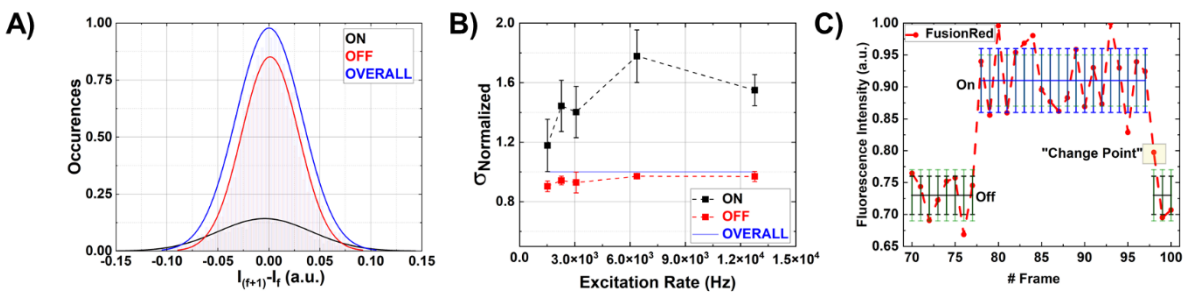 A)
Occurences
1.00
0.75
0.50
0.25
0.00
-0.15
-0.10
-0.05
0.00
0.05
0.10
0.15
I(f+1)-If (a.u.)
ON
OFF
OVERALL
B)
σNormalized
2.0
1.6
1.2
0.8
0.0
3.0×10³
6.0×10³
9.0×10³
1.2×10⁴
1.5×10⁴
Excitation Rate (Hz)
ON
OFF
OVERALL
C)
Fluorescence Intensity (a.u.)
1.00
0.95
0.90
0.85
0.80
0.75
0.70
0.65
70
75
80
85
90
95
100
# Frame
FusionRed
On
"Change Point"
Off